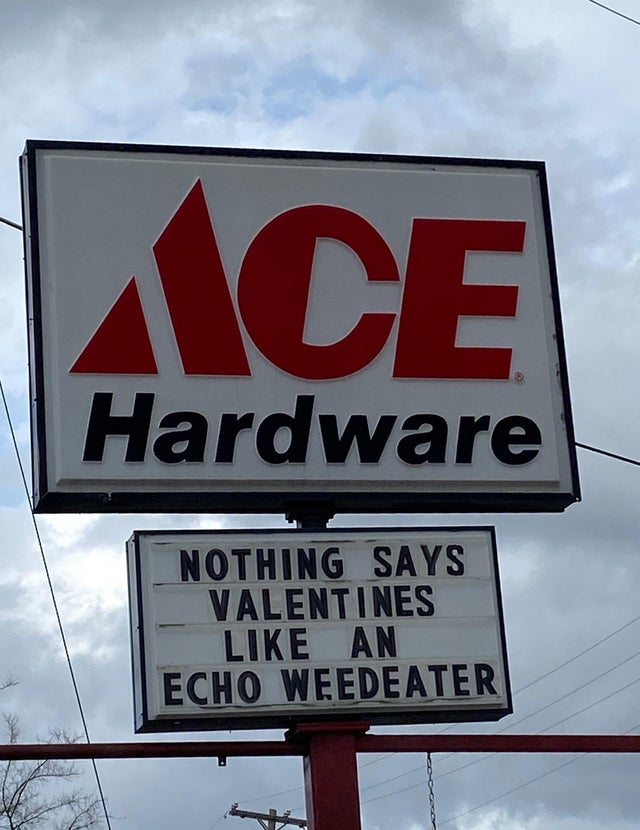 ACE
Hardware
NOTHING SAYS
VALENTINES
LIKE AN
ECHO WEEDEATER